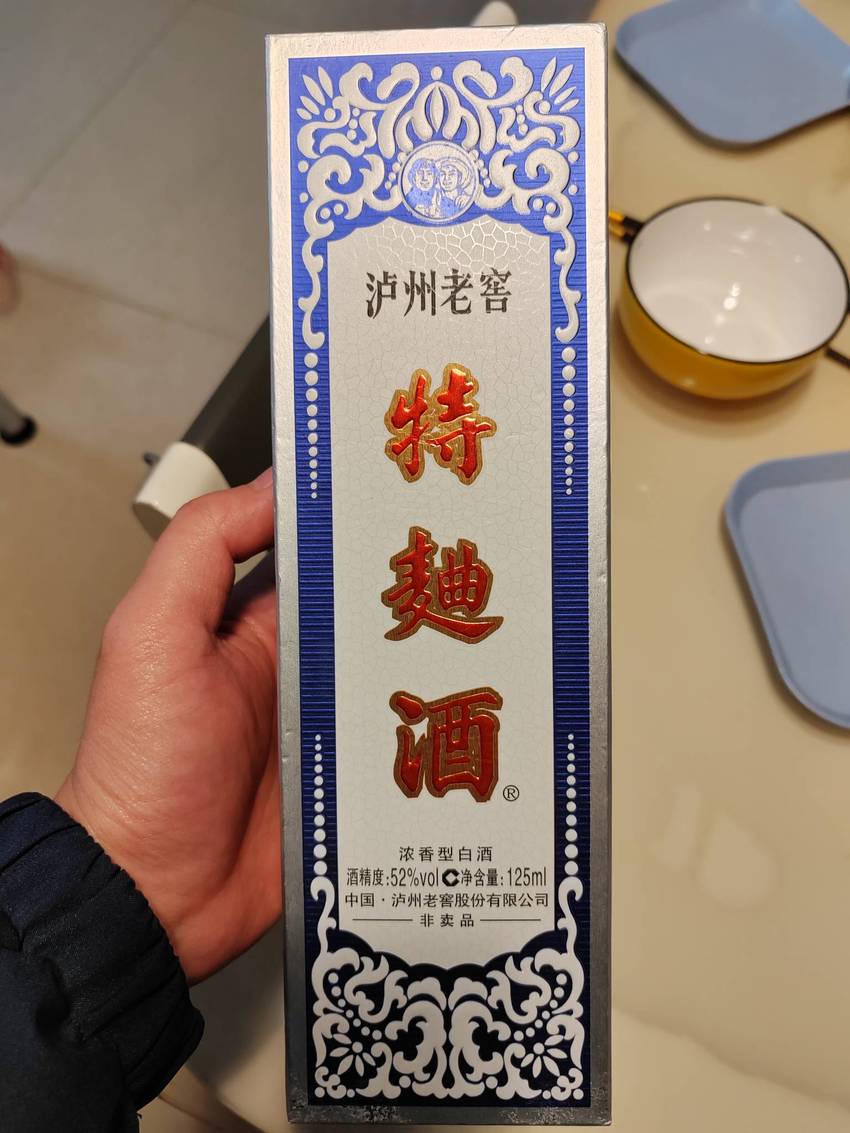 泸州老窖
特
麯
酒
®
浓香型白酒
酒精度:52%vol C净含量:125ml
中国·泸州老窖股份有限公司
非卖品